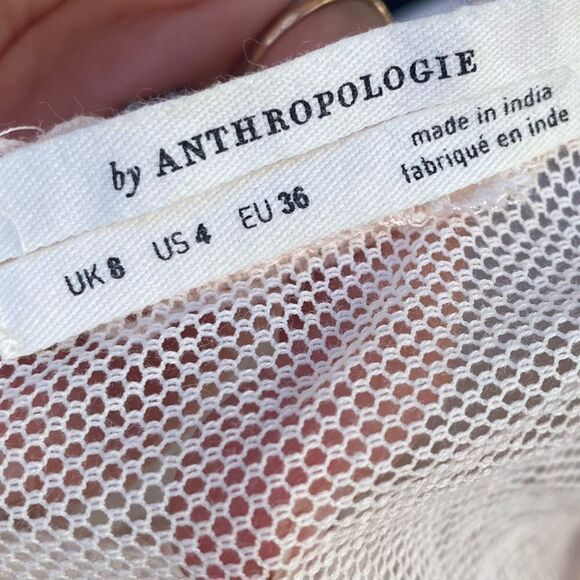 by ANTHROPOLOGIE
UK 8 US 4 EU 36
made in india
fabriqué en inde